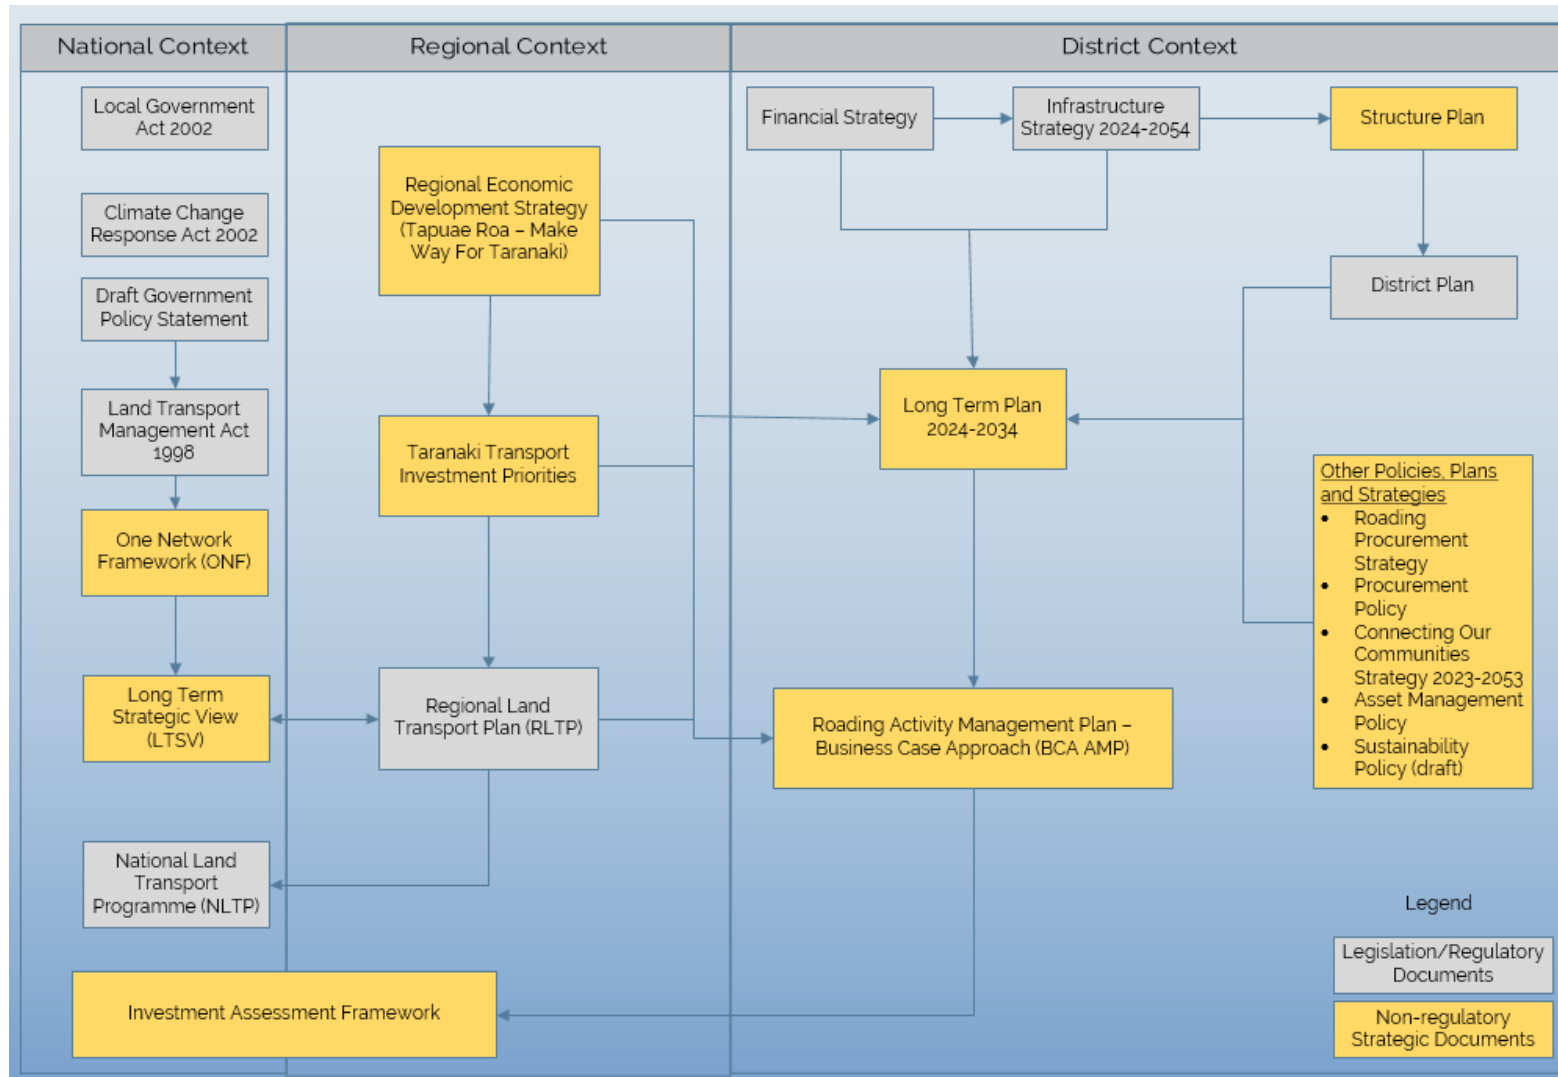 National Context
Local Government
Act 2002
Climate Change
Response Act 2002
Draft Government
Policy Statement
Land Transport
Management Act
1998
One Network
Framework (ONF)
Long Term
Strategic View
(LTSV)
National Land
Transport
Programme (NLTP)
Investment Assessment Framework
Regional Context
Regional Economic
Development Strategy
(Tapuae Roa – Make
Way For Taranaki)
Taranaki Transport
Investment Priorities
Regional Land
Transport Plan (RLTP)
District Context
Financial Strategy
Infrastructure
Strategy 2024-2054
Structure Plan
District Plan
Long Term Plan
2024-2034
Other Policies, Plans
and Strategies
• Roading
Procurement
Strategy
• Procurement
Policy
• Connecting Our
Communities
Strategy 2023-2053
• Asset Management
Policy
• Sustainability
Policy (draft)
Roading Activity Management Plan –
Business Case Approach (BCA AMP)
Legend
Legislation/Regulatory
Documents
Non-regulatory
Strategic Documents